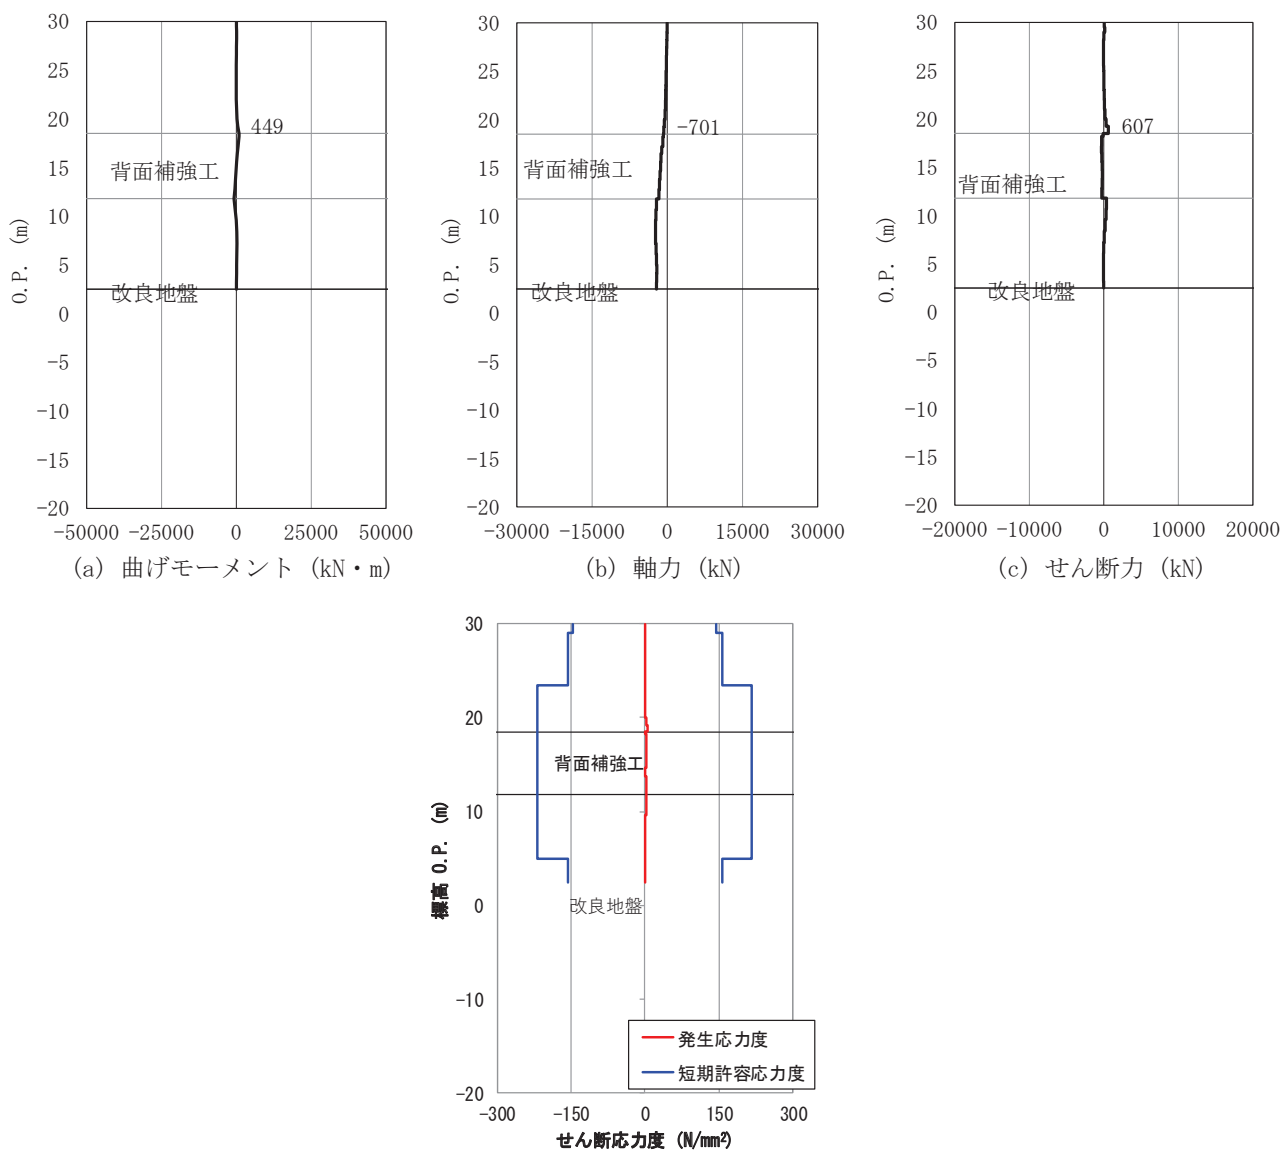 30
25
20
15
10
5
0
-5
-10
-15
-20
O.P. (m)
449
背面補強工
改良地盤
-50000 -25000 0 25000 50000
(a) 曲げモーメント (kN・m)
30
25
20
15
10
5
0
-5
-10
-15
-20
O.P. (m)
-701
背面補強工
改良地盤
-30000 -15000 0 15000 30000
(b) 軸力 (kN)
30
25
20
15
10
5
0
-5
-10
-15
-20
O.P. (m)
607
背面補強工
改良地盤
-20000 -10000 0 10000 20000
(c) せん断力 (kN)
30
20
10
0
-10
-20
標高 O.P. (m)
背面補強工
改良地盤
発生応力度
短期許容応力度
-300 -150 0 150 300
せん断応力度 (N/mm²)